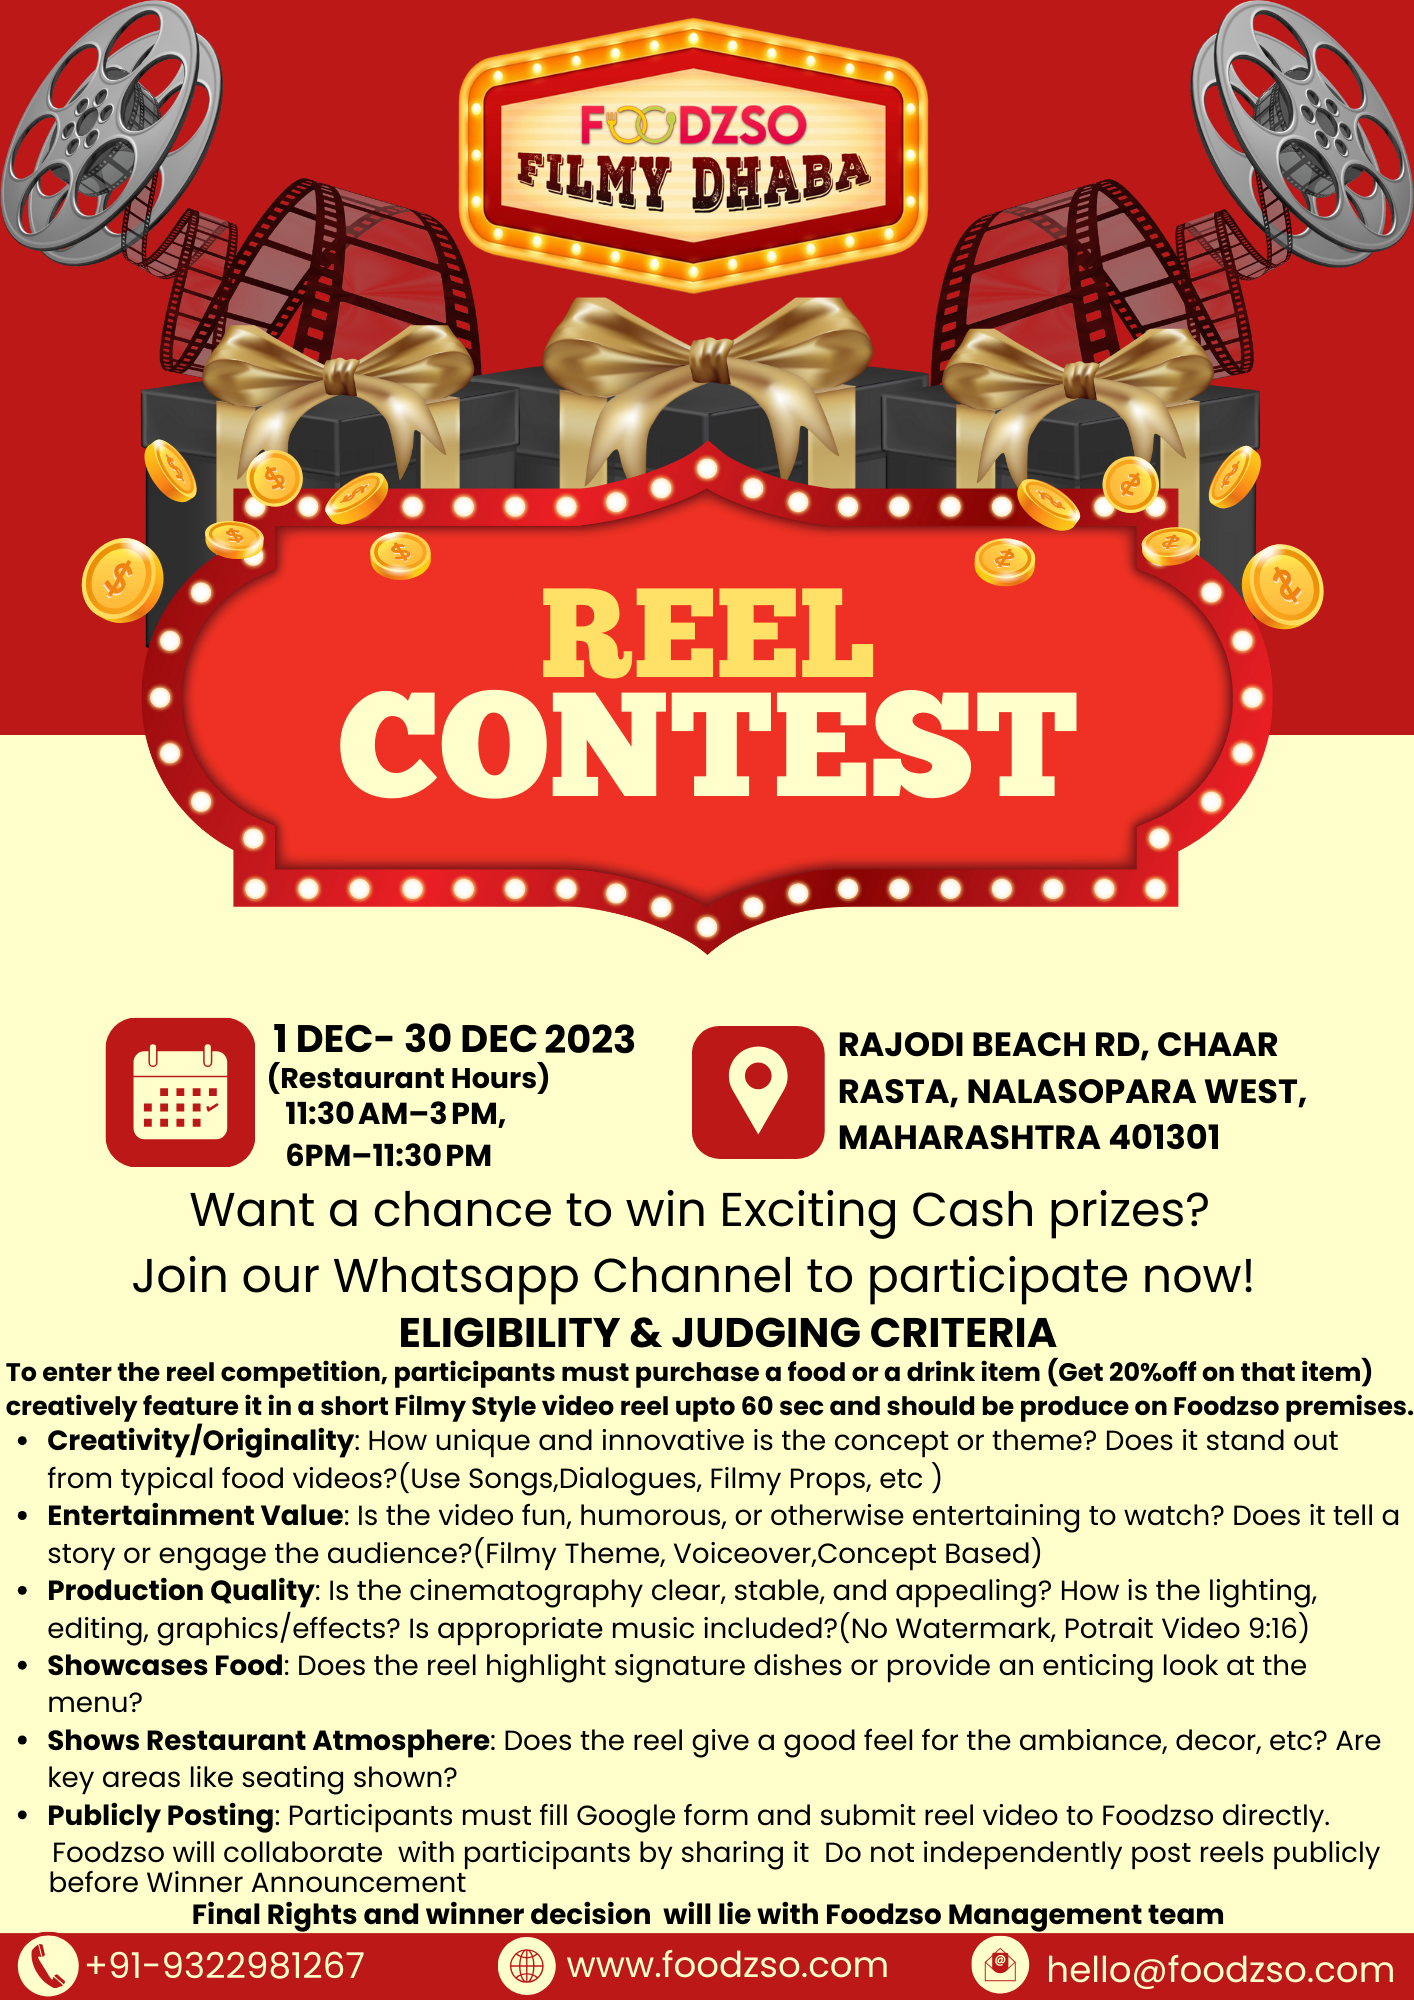 FOODZSO
FILMY DHABA
REEL
CONTEST
1 DEC- 30 DEC 2023
(Restaurant Hours)
11:30 AM–3 PM,
6PM–11:30 PM
RAJODI BEACH RD, CHAAR
RASTA, NALASOPARA WEST,
MAHARASHTRA 401301
Want a chance to win Exciting Cash prizes?
Join our Whatsapp Channel to participate now!
ELIGIBILITY & JUDGING CRITERIA
To enter the reel competition, participants must purchase a food or a drink item (Get 20%off on that item)
creatively feature it in a short Filmy Style video reel upto 60 sec and should be produce on Foodzso premises.
• Creativity/Originality: How unique and innovative is the concept or theme? Does it stand out
from typical food videos?(Use Songs,Dialogues, Filmy Props, etc )
• Entertainment Value: Is the video fun, humorous, or otherwise entertaining to watch? Does it tell a
story or engage the audience?(Filmy Theme, Voiceover,Concept Based)
• Production Quality: Is the cinematography clear, stable, and appealing? How is the lighting,
editing, graphics/effects? Is appropriate music included?(No Watermark, Potrait Video 9:16)
• Showcases Food: Does the reel highlight signature dishes or provide an enticing look at the
menu?
• Shows Restaurant Atmosphere: Does the reel give a good feel for the ambiance, decor, etc? Are
key areas like seating shown?
• Publicly Posting: Participants must fill Google form and submit reel video to Foodzso directly.
Foodzso will collaborate  with participants by sharing it  Do not independently post reels publicly
before Winner Announcement
Final Rights and winner decision  will lie with Foodzso Management team
+91-9322981267
www.foodzso.com
hello@foodzso.com